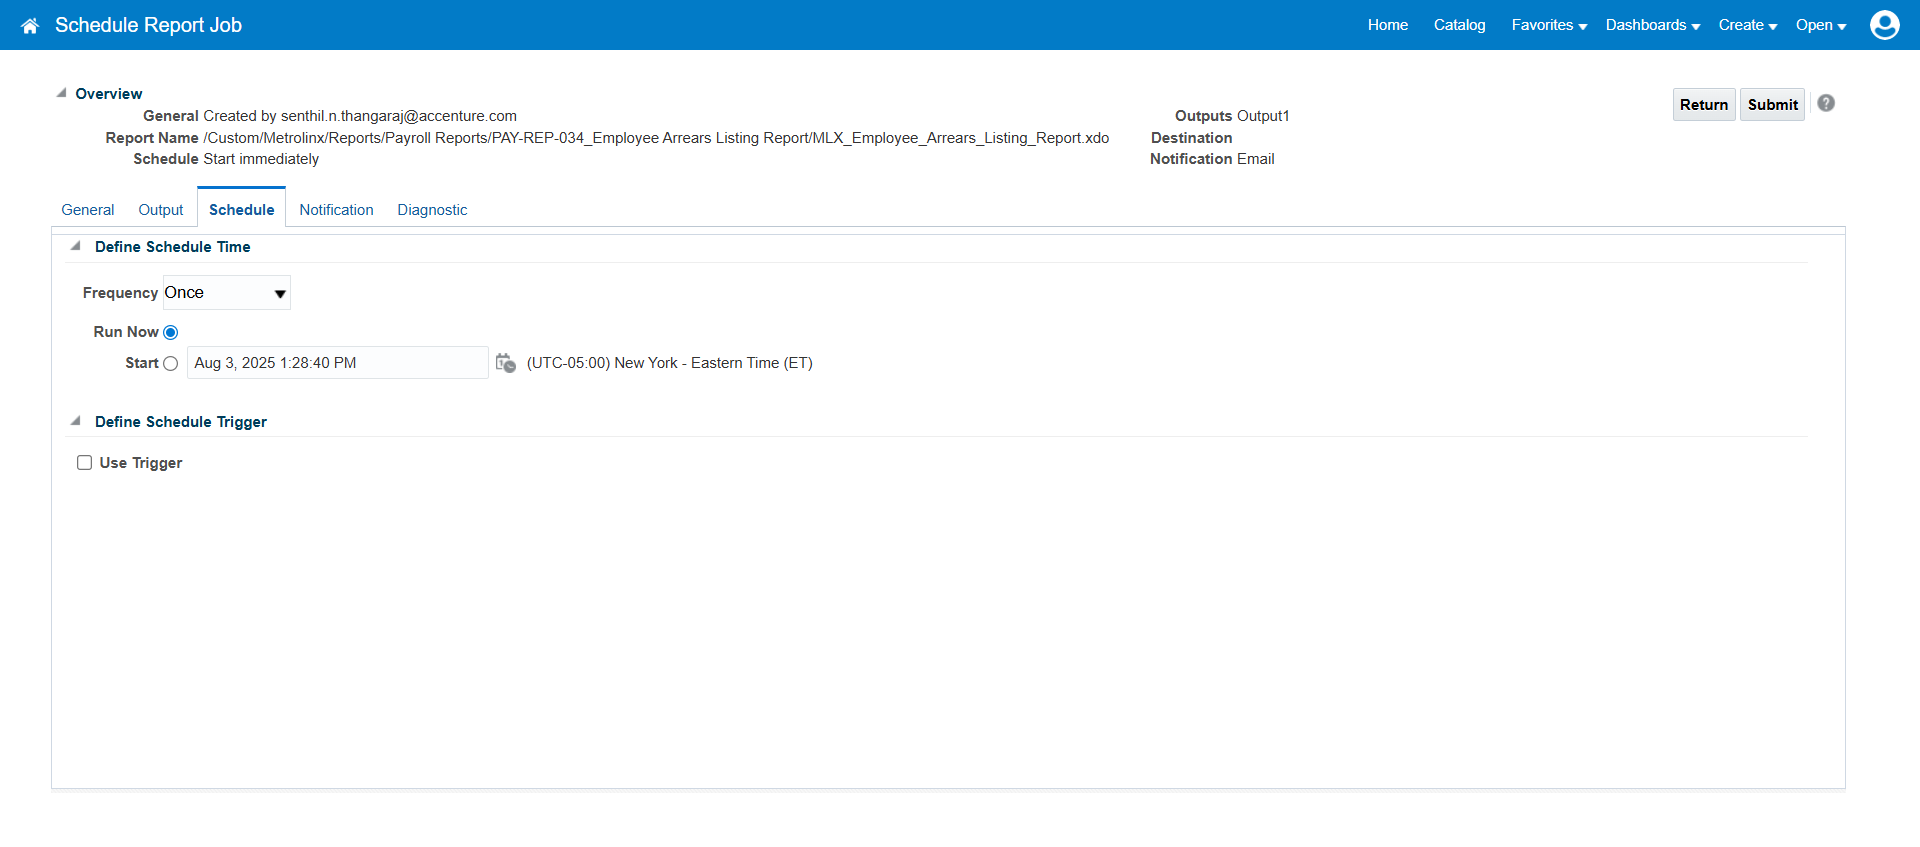 Schedule Report Job
Home Catalog Favorites Dashboards Create Open
Overview
General Created by senthil.n.thangaraj@accenture.com
Report Name /Custom/Metrolinx/Reports/Payroll Reports/PAY-REP-034_Employee Arrears Listing Report/MLX_Employee_Arrears_Listing_Report.xdo
Schedule Start immediately
Outputs Output1
Destination
Notification Email
Return Submit ?
General Output Schedule Notification Diagnostic
Define Schedule Time
Frequency Once
Run Now
Start Aug 3, 2025 1:28:40 PM (UTC-05:00) New York - Eastern Time (ET)
Define Schedule Trigger
Use Trigger